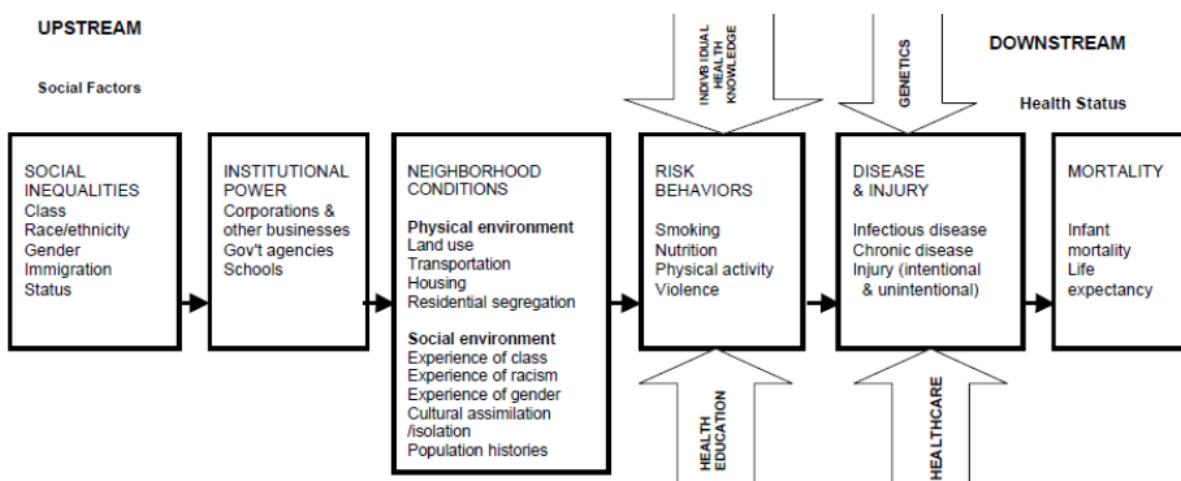 UPSTREAM
Social Factors
INDIVBIDUAL
HEALTH
KNOWLEDGE
GENETICS
DOWNSTREAM
Health Status
SOCIAL
INEQUALITIES
Class
Race/ethnicity
Gender
Immigration
Status
INSTITUTIONAL
POWER
Corporations &
other businesses
Gov't agencies
Schools
NEIGHBORHOOD
CONDITIONS
Physical environment
Land use
Transportation
Housing
Residential segregation
Social environment
Experience of class
Experience of racism
Experience of gender
Cultural assimilation
/isolation
Population histories
RISK
BEHAVIORS
Smoking
Nutrition
Physical activity
Violence
DISEASE
& INJURY
Infectious disease
Chronic disease
Injury (intentional
& unintentional)
MORTALITY
Infant
mortality
Life
expectancy
HEALTH
EDUCATION
HEALTHCARE